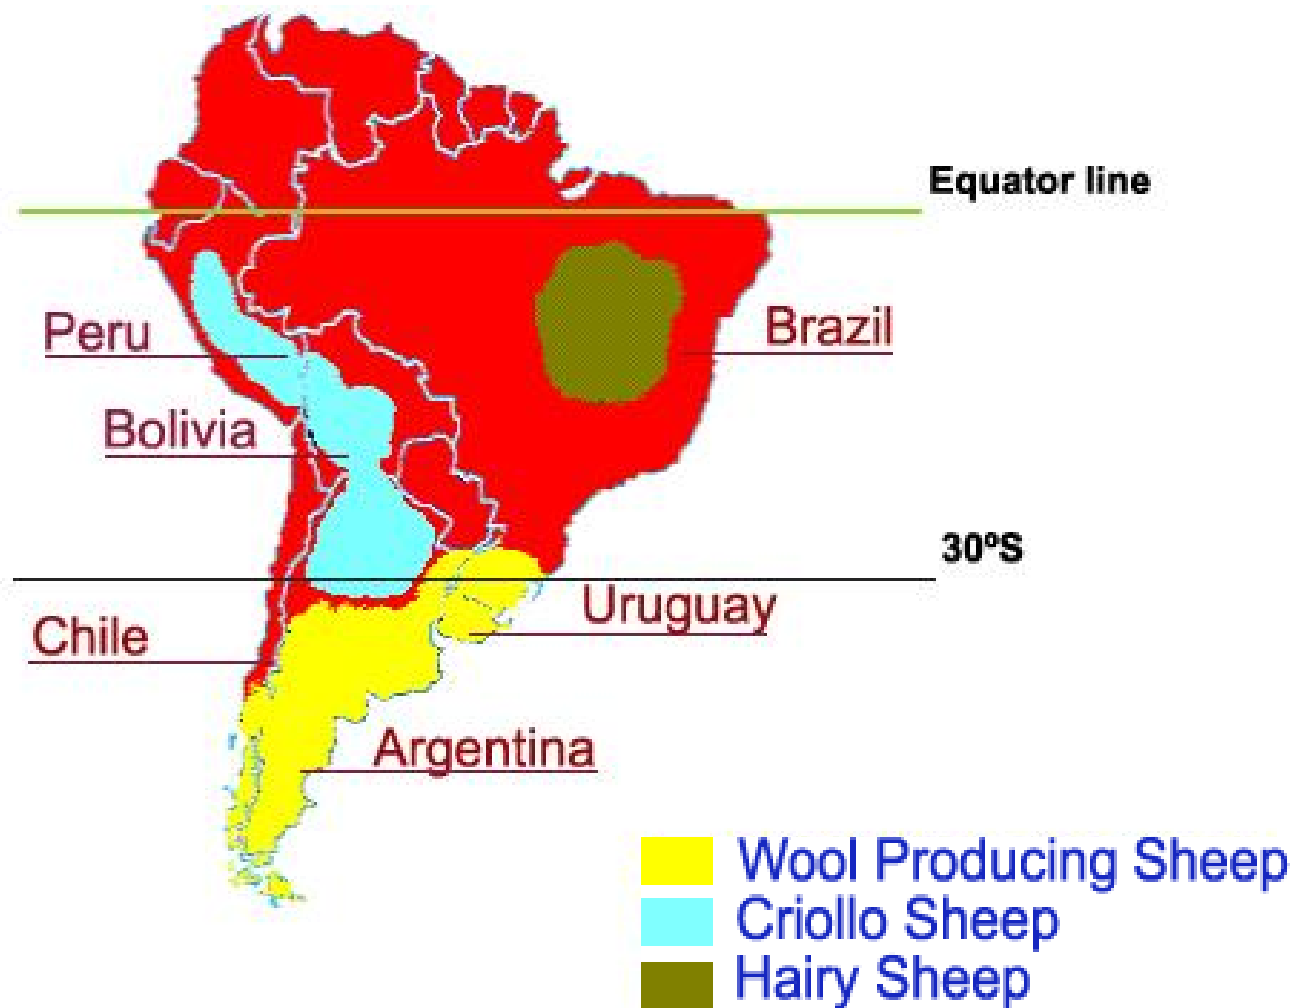 Equator line
Peru
Brazil
Bolivia
30ºS
Uruguay
Chile
Argentina
Wool Producing Sheep
Criollo Sheep
Hairy Sheep